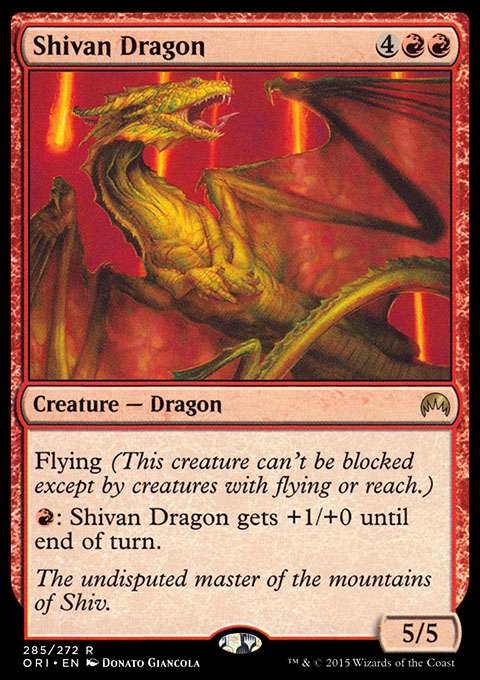 Shivan Dragon 4
Creature — Dragon
Flying (This creature can't be blocked
except by creatures with flying or reach.)
: Shivan Dragon gets +1/+0 until
end of turn.
The undisputed master of the mountains
of Shiv.
5/5
285/272 R
ORI • EN Donato Giancola
™ & © 2015 Wizards of the Coast